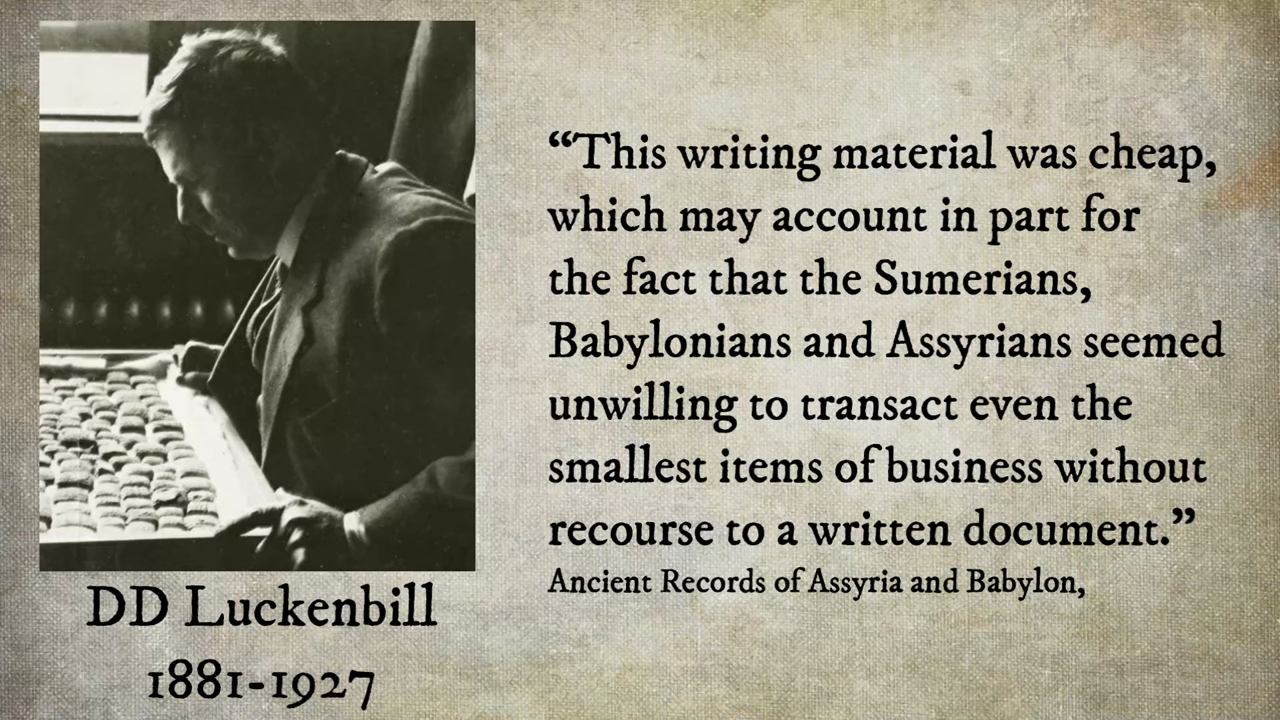 “This writing material was cheap,
which may account in part for
the fact that the Sumerians,
Babylonians and Assyrians seemed
unwilling to transact even the
smallest items of business without
recourse to a written document.”
Ancient Records of Assyria and Babylon,
DD Luckenbill
1881-1927